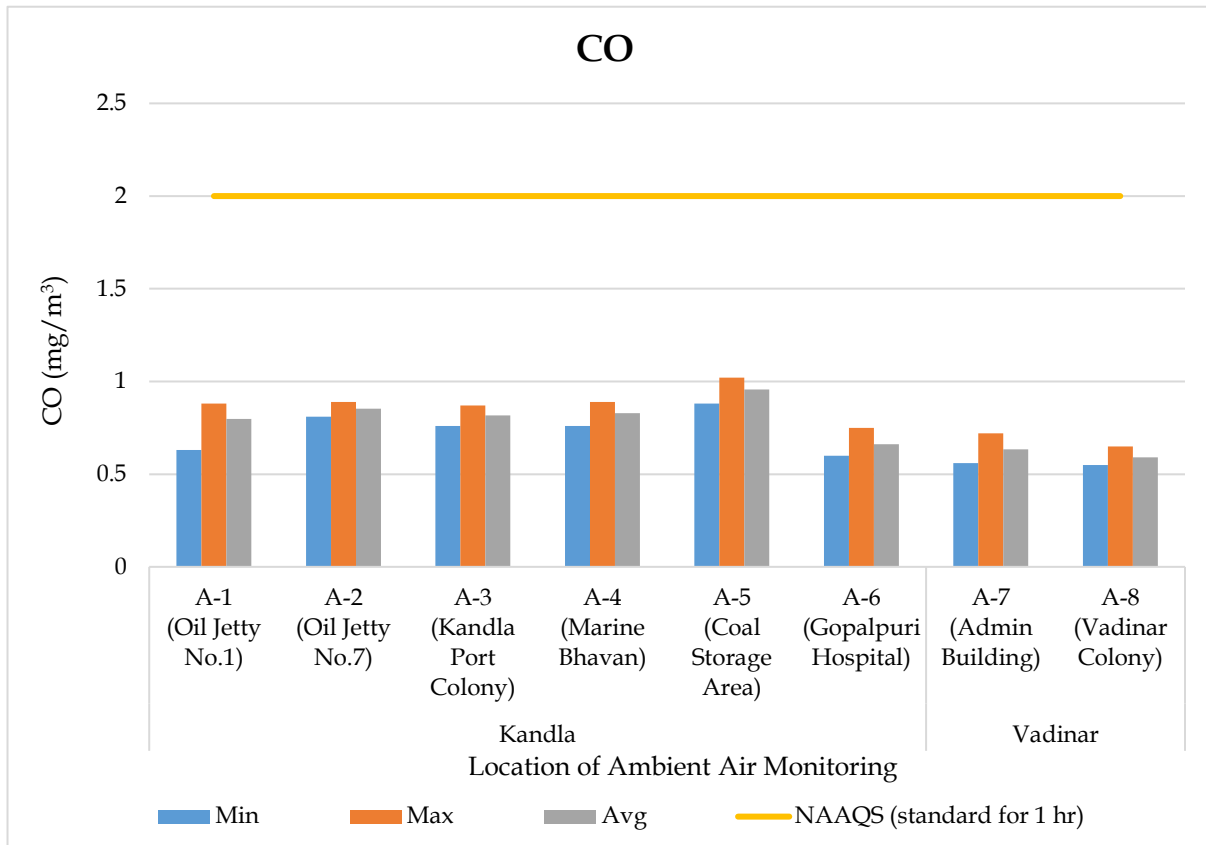 CO
2.5
2
1.5
1
0.5
0
CO (mg/m³)
A-1
(Oil Jetty
No.1)
A-2
(Oil Jetty
No.7)
A-3
(Kandla
Port
Colony)
A-4
(Marine
Bhavan)
A-5
(Coal
Storage
Area)
A-6
(Gopalpuri
Hospital)
A-7
(Admin
Building)
A-8
(Vadinar
Colony)
Kandla
Vadinar
Location of Ambient Air Monitoring
Min
Max
Avg
NAAQS (standard for 1 hr)